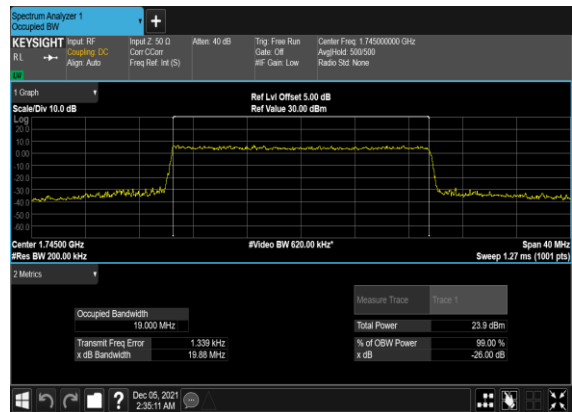 Spectrum Analyzer 1
Occupied BW
+
KEYSIGHT
R L
Input: RF
Coupling: DC
Align: Auto
Input Z: 50 Ω
Corr CCorr
Freq Ref: Int (S)
Atten: 40 dB
Trig: Free Run
Gate: Off
#IF Gain: Low
Center Freq: 1.745000000 GHz
Avg|Hold: 500/500
Radio Std: None
1 Graph
Scale/Div 10.0 dB
Ref Lvl Offset 5.00 dB
Ref Value 30.00 dBm
Log
20.0
10.0
0.00
-10.0
-20.0
-30.0
-40.0
-50.0
-60.0
Center 1.74500 GHz
#Res BW 200.00 kHz
#Video BW 620.00 kHz*
Span 40 MHz
Sweep 1.27 ms (1001 pts)
2 Metrics
Measure Trace Trace 1
Occupied Bandwidth
19.000 MHz
Total Power 23.9 dBm
Transmit Freq Error 1.339 kHz
% of OBW Power 99.00 %
x dB Bandwidth 19.88 MHz
x dB -26.00 dB
?
Dec 05, 2021
2:35:11 AM